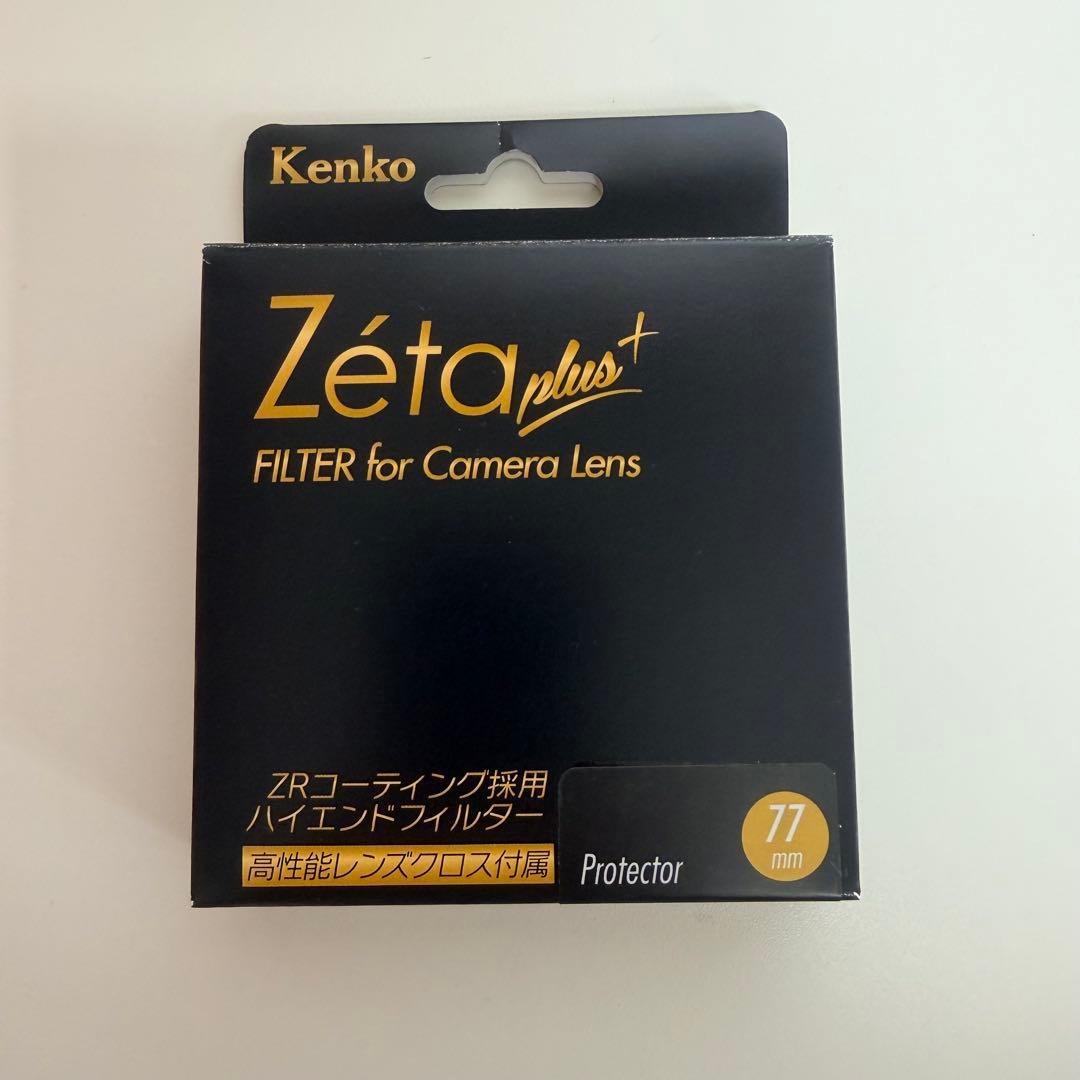 Kenko
Zéta plus+
FILTER for Camera Lens
ZRコーティング採用
ハイエンドフィルター
高性能レンズクロス付属
Protector
77
mm